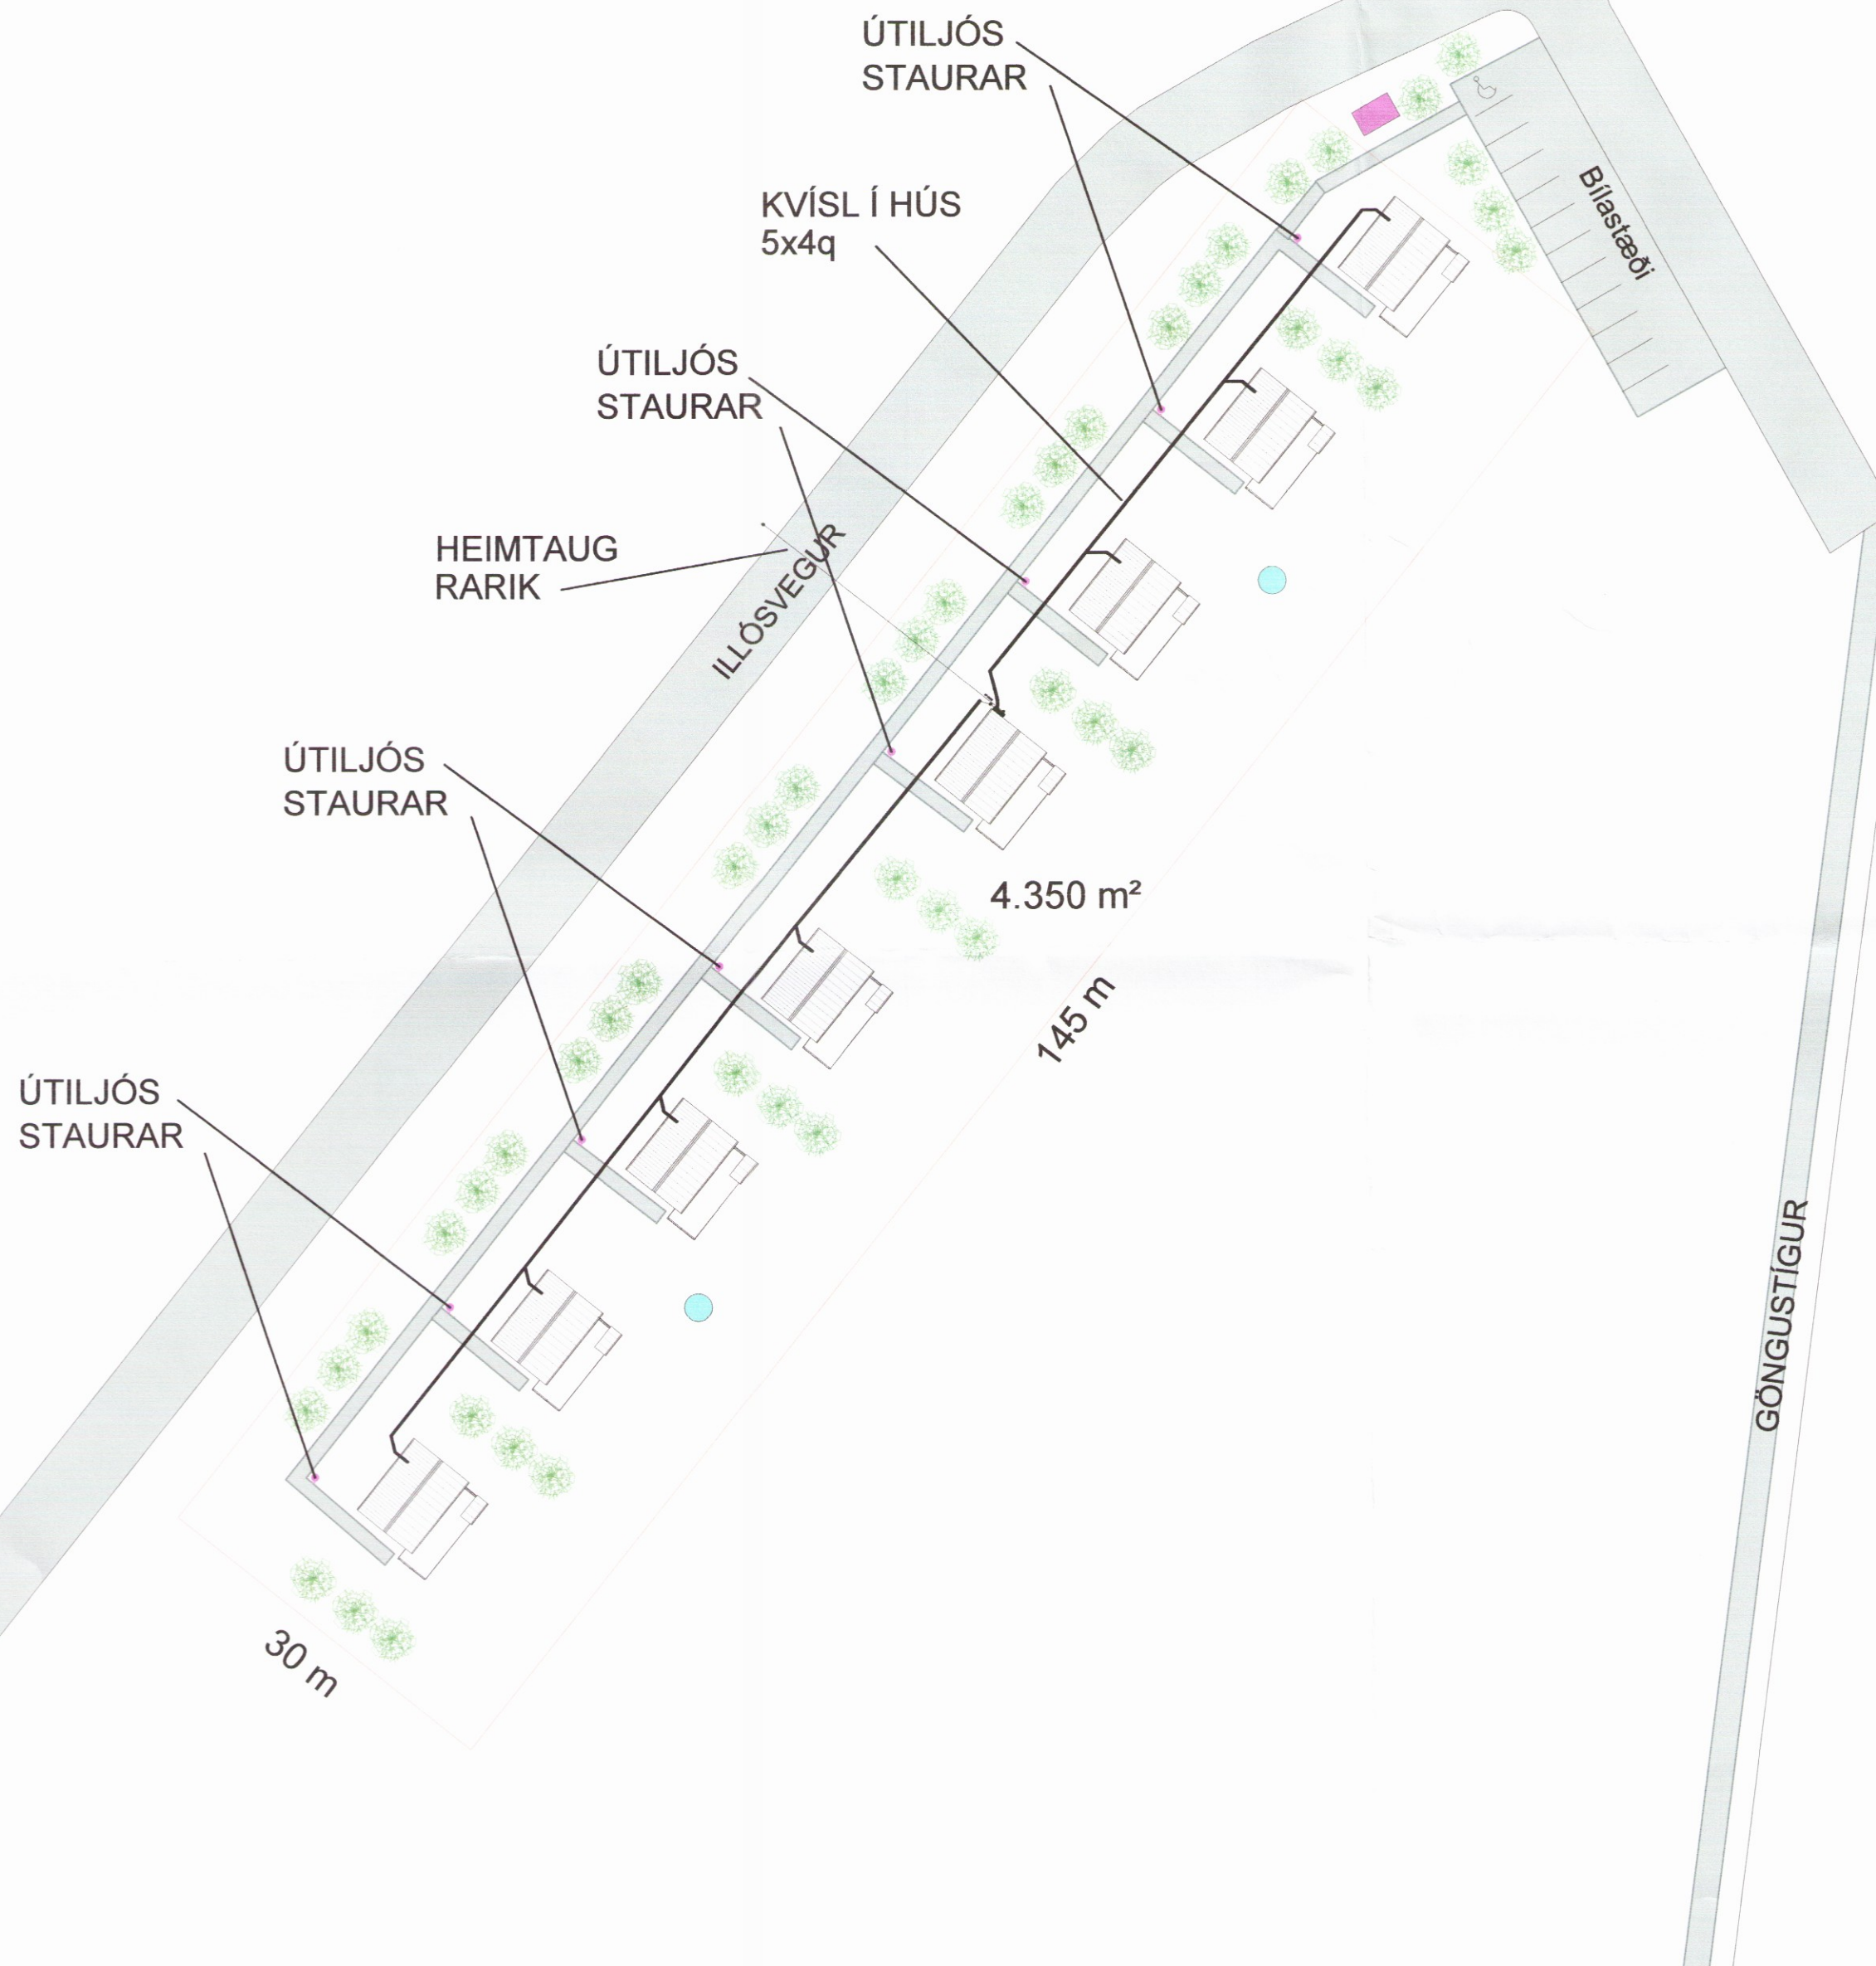 ÚTILJÓS
STAURAR
Bílastæði
KVÍSL Í HÚS
5x4q
ÚTILJÓS
STAURAR
HEIMTAUG
RARIK
ILLÓSVEGUR
ÚTILJÓS
STAURAR
4.350 m²
145 m
ÚTILJÓS
STAURAR
GÖNGUSTÍGUR
30 m